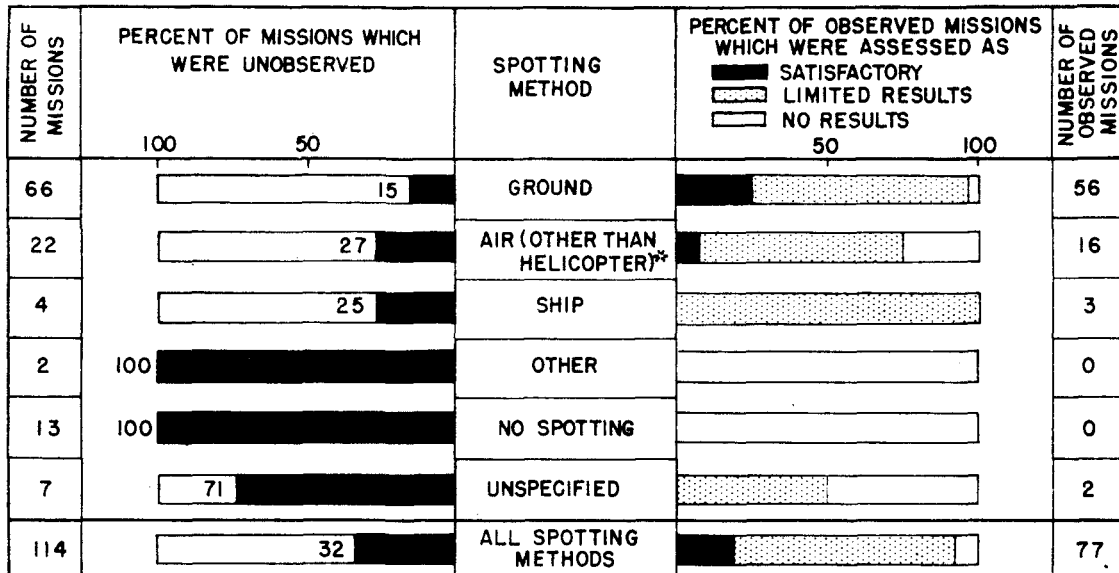 NUMBER OF MISSIONS
PERCENT OF MISSIONS WHICH
WERE UNOBSERVED
100 50
SPOTTING
METHOD
PERCENT OF OBSERVED MISSIONS
WHICH WERE ASSESSED AS
SATISFACTORY
LIMITED RESULTS
NO RESULTS
50 100
NUMBER OF OBSERVED MISSIONS
66 15 GROUND 56
22 27 AIR (OTHER THAN
HELICOPTER)** 16
4 25 SHIP 3
2 100 OTHER 0
13 100 NO SPOTTING 0
7 71 UNSPECIFIED 2
114 32 ALL SPOTTING
METHODS 77